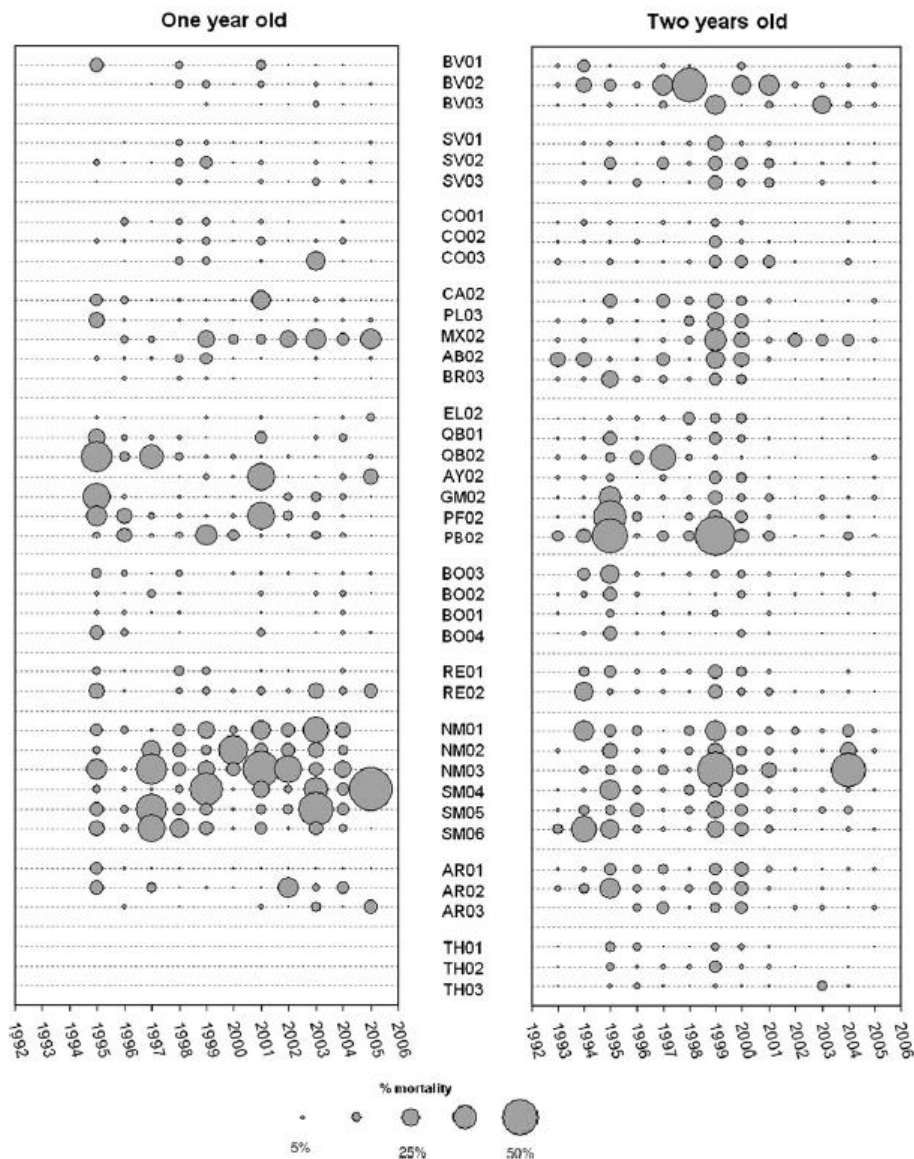 One year old
Two years old
BV01
BV02
BV03
SV01
SV02
SV03
CO01
CO02
CO03
CA02
PL03
MX02
AB02
BR03
EL02
QB01
QB02
AY02
GM02
PF02
PB02
BO03
BO02
BO01
BO04
RE01
RE02
NM01
NM02
NM03
SM04
SM05
SM06
AR01
AR02
AR03
TH01
TH02
TH03
1992 1993 1994 1995 1996 1997 1998 1999 2000 2001 2002 2003 2004 2005 2006
1992 1993 1994 1995 1996 1997 1998 1999 2000 2001 2002 2003 2004 2005 2006
% mortality
5% 25% 50%